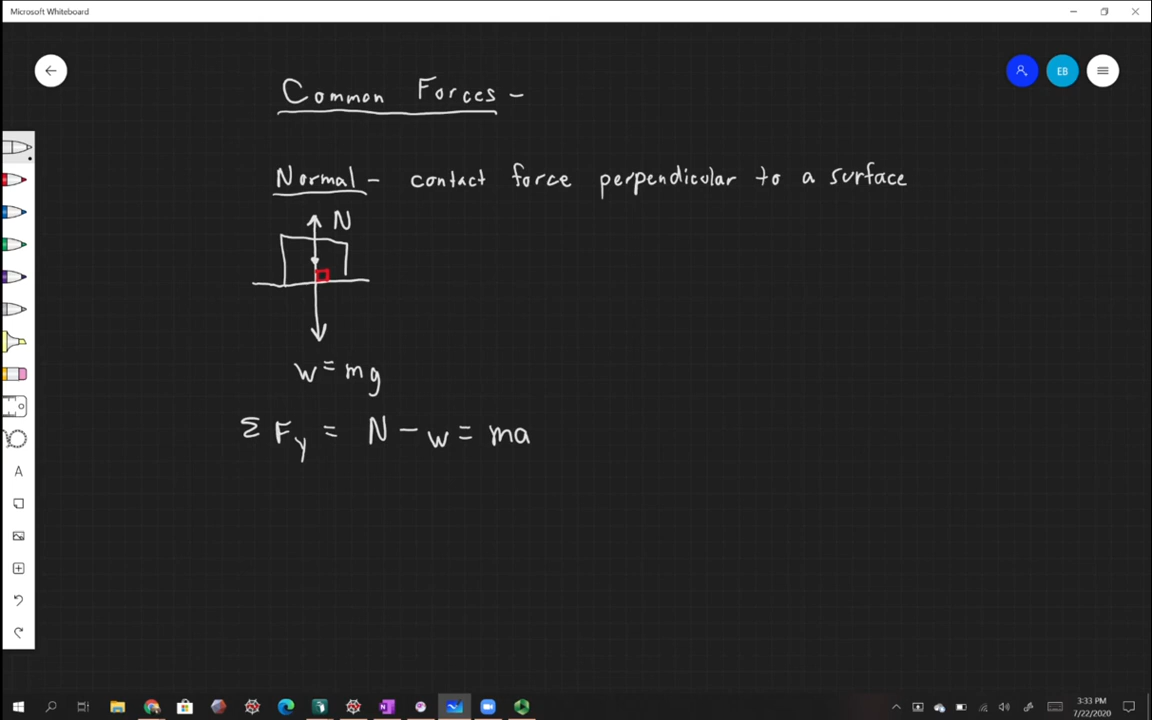 Microsoft Whiteboard
EB
Common Forces -
Normal - contact force perpendicular to a surface
N
w = mg
Σ Fy = N - w = ma
A
3:33 PM
7/22/2020